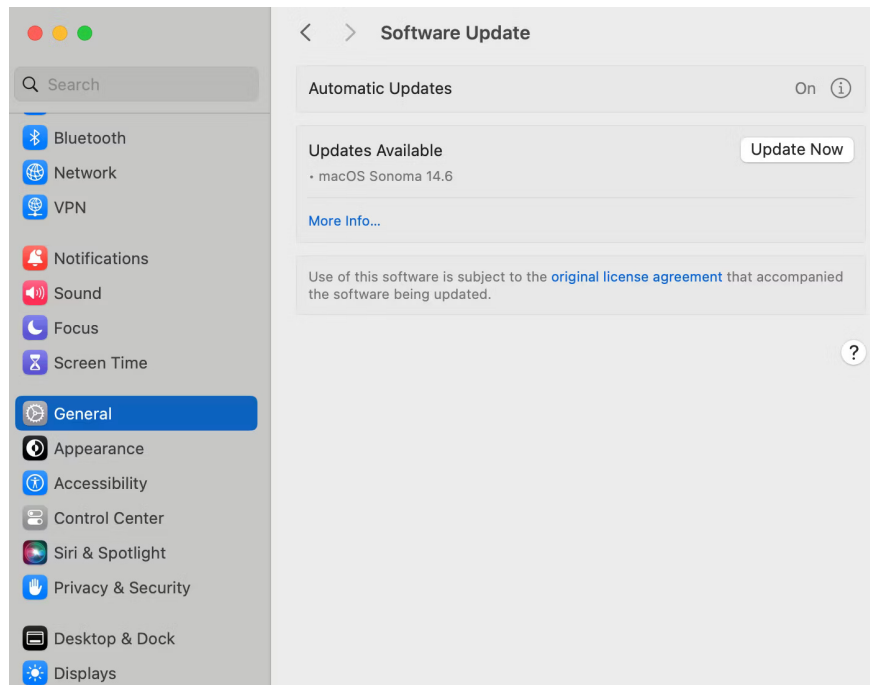 Search
Bluetooth
Network
VPN
Notifications
Sound
Focus
Screen Time
General
Appearance
Accessibility
Control Center
Siri & Spotlight
Privacy & Security
Desktop & Dock
Displays
Software Update
Automatic Updates On
Updates Available Update Now
• macOS Sonoma 14.6
More Info...
Use of this software is subject to the original license agreement that accompanied
the software being updated.
?